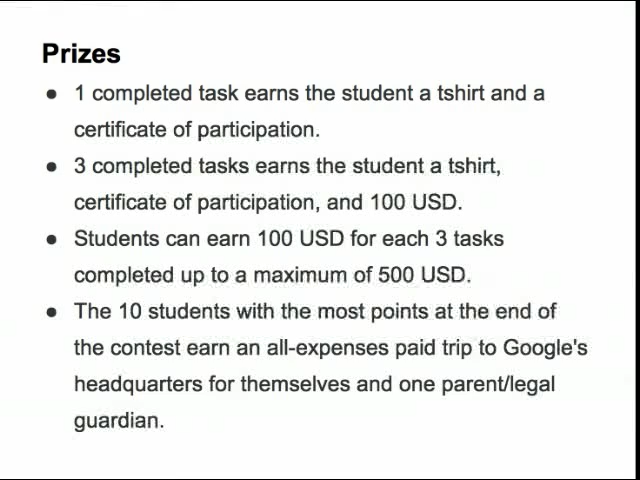 Prizes
● 1 completed task earns the student a tshirt and a
certificate of participation.
● 3 completed tasks earns the student a tshirt,
certificate of participation, and 100 USD.
● Students can earn 100 USD for each 3 tasks
completed up to a maximum of 500 USD.
● The 10 students with the most points at the end of
the contest earn an all-expenses paid trip to Google's
headquarters for themselves and one parent/legal
guardian.